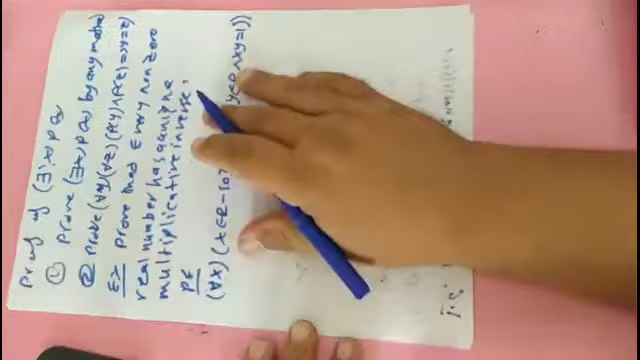 Proof of (∃!x) P(x)
① Prove (∃x) P(x) by any method
② Prove (∀y)(∀z) (P(y) ∧ P(z) ⇒ y=z)
Ex Prove that Every non zero
real number has a unique
multiplicative inverse.
Pf
(∀x) (x ∈ R - {0} y ∈ R ∧ xy = 1))